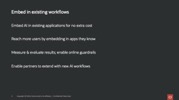 Embed in existing workflows
Embed AI in existing applications for no extra cost
Reach more users by embedding in apps they know
Measure & evaluate results, enable online guardrails
Enable partners to extend with new AI workflows